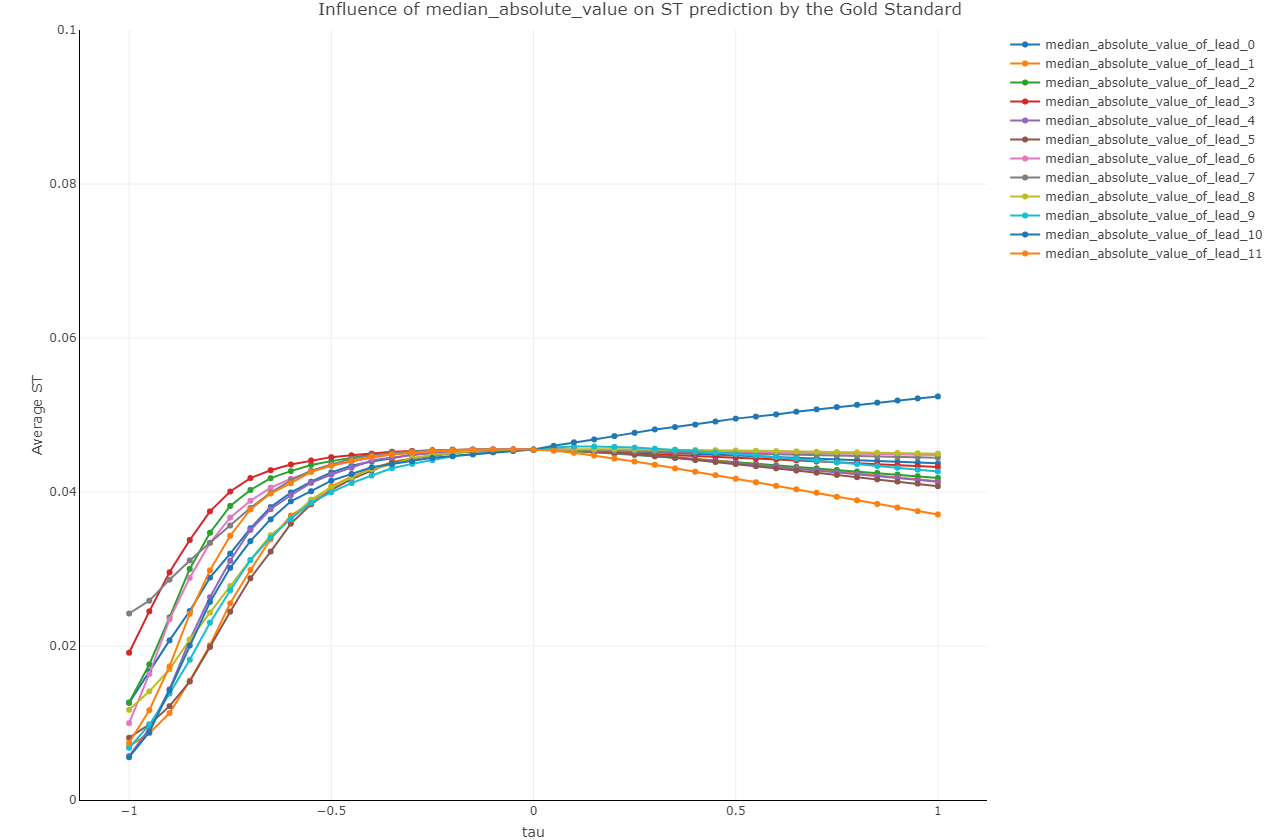 Influence of median_absolute_value on ST prediction by the Gold Standard
0.1
0.08
0.06
0.04
0.02
0
Average ST
−1
−0.5
0
0.5
1
tau
median_absolute_value_of_lead_0
median_absolute_value_of_lead_1
median_absolute_value_of_lead_2
median_absolute_value_of_lead_3
median_absolute_value_of_lead_4
median_absolute_value_of_lead_5
median_absolute_value_of_lead_6
median_absolute_value_of_lead_7
median_absolute_value_of_lead_8
median_absolute_value_of_lead_9
median_absolute_value_of_lead_10
median_absolute_value_of_lead_11